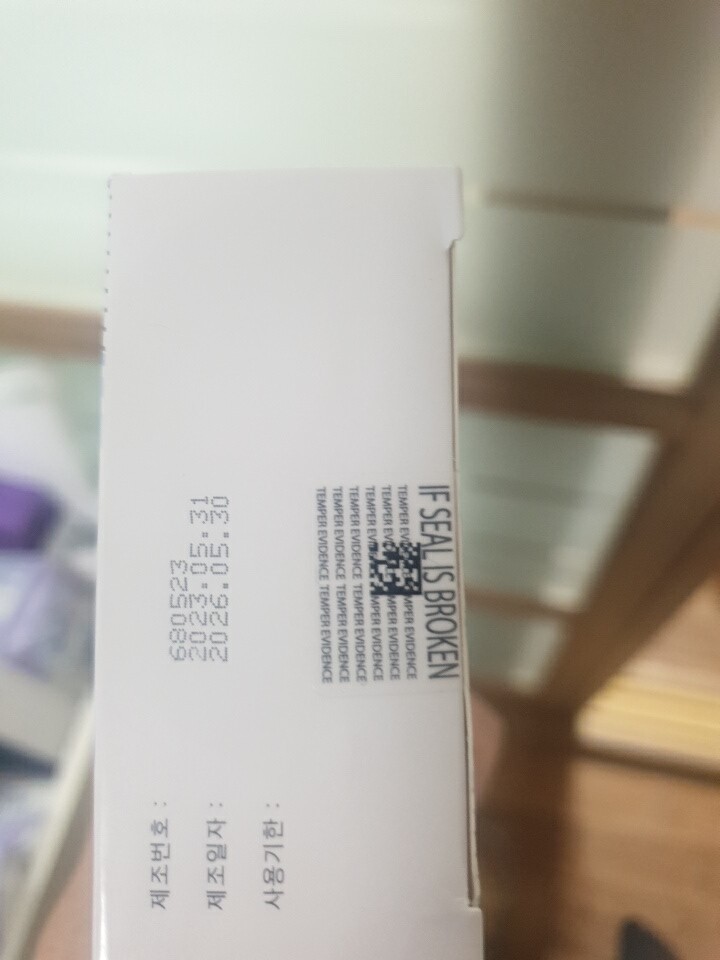 제조번호 :
제조일자 :
사용기한 :
680523
2023.05.31
2026.05.30
TEMPER EVIDENCE TEMPER EVIDENCE
TEMPER EVIDENCE TEMPER EVIDENCE
TEMPER EVIDENCE TEMPER EVIDENCE
TEMPER EVIDENCE
TEMPER EVIDENCE
TEMPER EVIDENCE
IF SEAL IS BROKEN